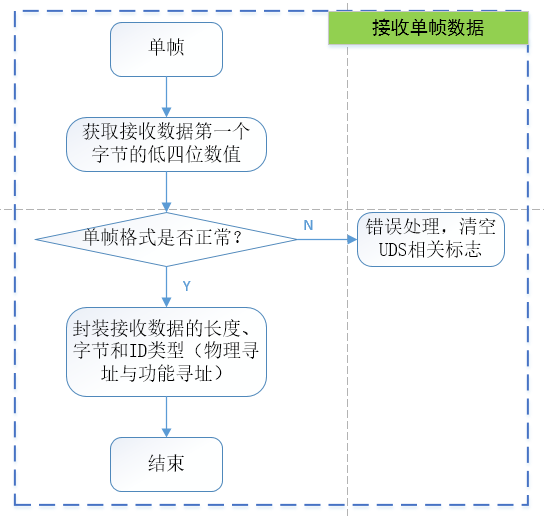 接收单帧数据
单帧
获取接收数据第一个
字节的低四位数值
单帧格式是否正常？
N
错误处理，清空
UDS相关标志
Y
封装接收数据的长度、
字节和ID类型（物理寻
址与功能寻址）
结束